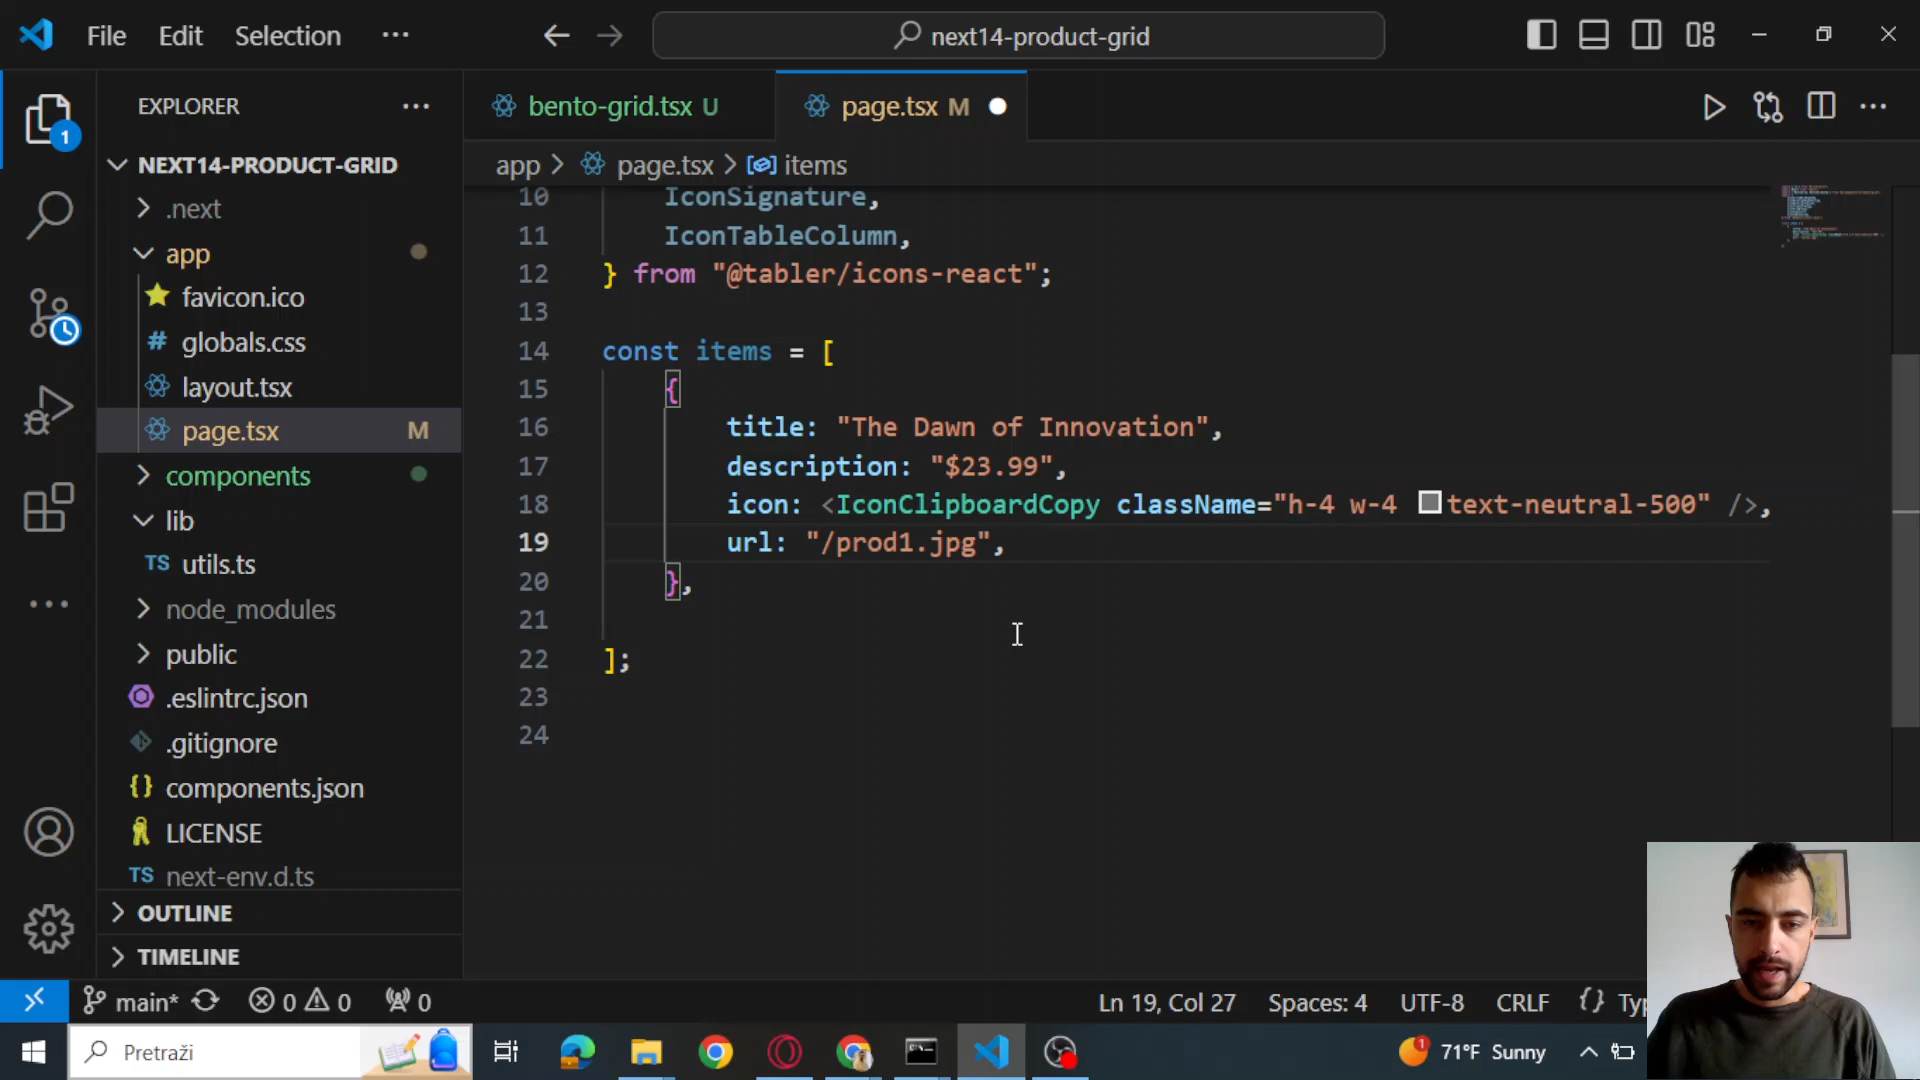 File Edit Selection ···
next14-product-grid
EXPLORER ···
1
NEXT14-PRODUCT-GRID
.next
app
favicon.ico
# globals.css
layout.tsx
page.tsx M
components
lib
TS utils.ts
node_modules
public
.eslintrc.json
.gitignore
{} components.json
LICENSE
TS next-env.d.ts
OUTLINE
TIMELINE
bento-grid.tsx U
page.tsx M
app > page.tsx > items
10 IconSignature,
11 IconTableColumn,
12 } from "@tabler/icons-react";
13
14 const items = [
15 {
16 title: "The Dawn of Innovation",
17 description: "$23.99",
18 icon: <IconClipboardCopy className="h-4 w-4 text-neutral-500" />,
19 url: "/prod1.jpg",
20 },
21
22 ];
23
24
main* 0 0 0
Ln 19, Col 27 Spaces: 4 UTF-8 CRLF {} Typ
Pretraži
1 71°F Sunny